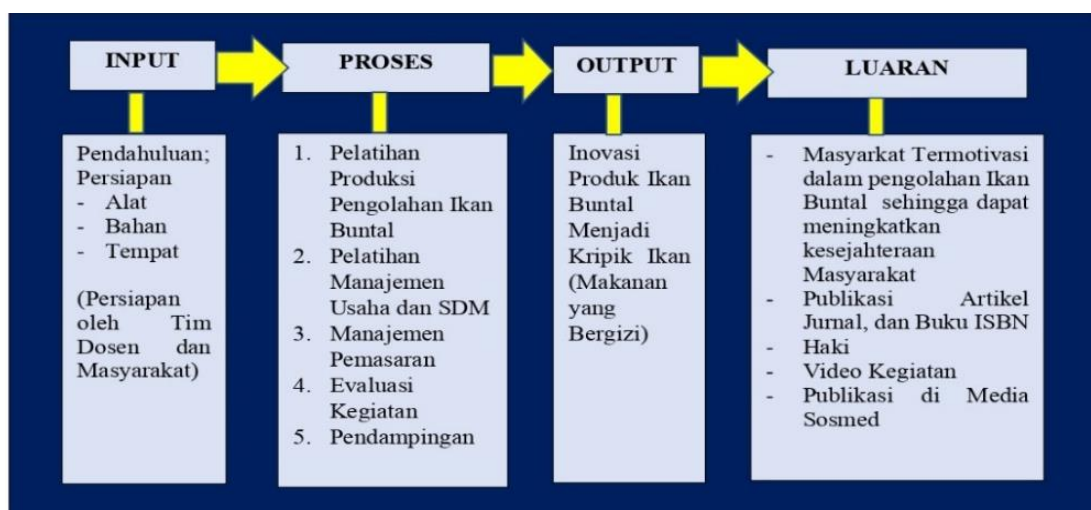 INPUT
PROSES
OUTPUT
LUARAN
Pendahuluan;
Persiapan
- Alat
- Bahan
- Tempat
(Persiapan
oleh Tim
Dosen dan
Masyarakat)
1. Pelatihan
Produksi
Pengolahan Ikan
Buntal
2. Pelatihan
Manajemen
Usaha dan SDM
3. Manajemen
Pemasaran
4. Evaluasi
Kegiatan
5. Pendampingan
Inovasi
Produk Ikan
Buntal
Menjadi
Kripik Ikan
(Makanan
yang
Bergizi)
- Masyarkat Termotivasi
dalam pengolahan Ikan
Buntal sehingga dapat
meningkatkan
kesejahteraan
Masyarakat
- Publikasi Artikel
Jurnal, dan Buku ISBN
- Haki
- Video Kegiatan
- Publikasi di Media
Sosmed